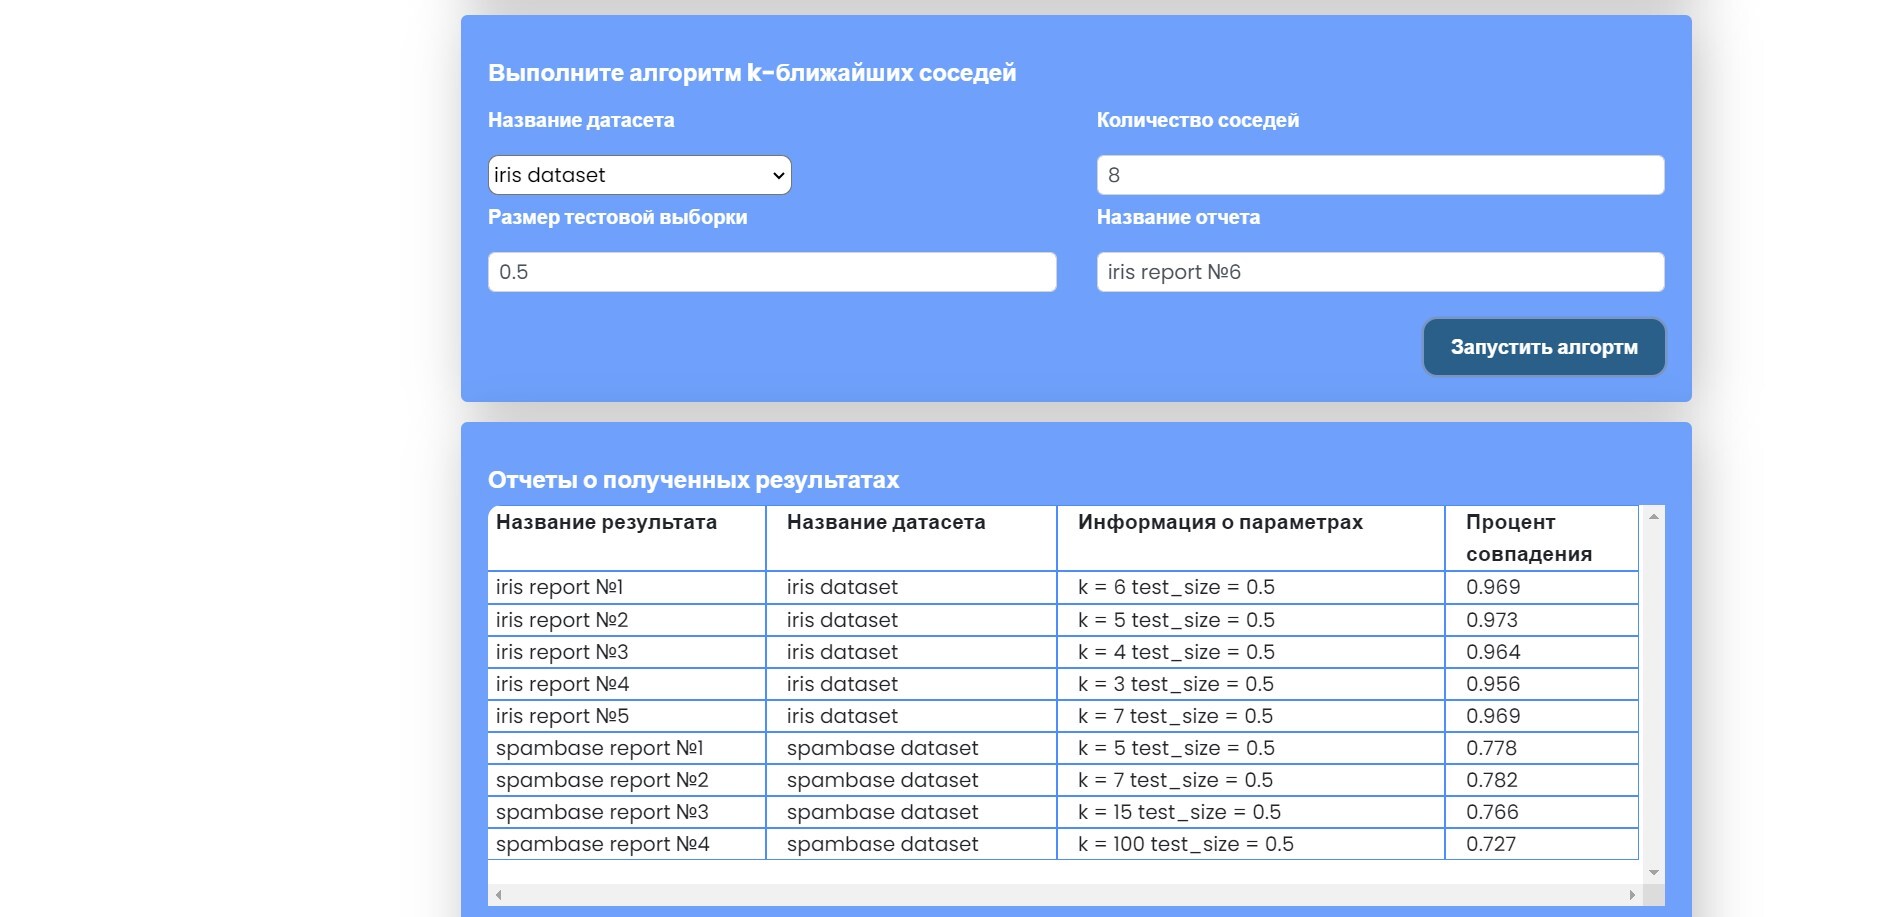 Выполните алгоритм k-ближайших соседей
Название датасета
Количество соседей
iris dataset
8
Размер тестовой выборки
Название отчета
0.5
iris report №6
Запустить алгортм
Отчеты о полученных результатах
Название результата Название датасета Информация о параметрах Процент совпадения
iris report №1 iris dataset k = 6 test_size = 0.5 0.969
iris report №2 iris dataset k = 5 test_size = 0.5 0.973
iris report №3 iris dataset k = 4 test_size = 0.5 0.964
iris report №4 iris dataset k = 3 test_size = 0.5 0.956
iris report №5 iris dataset k = 7 test_size = 0.5 0.969
spambase report №1 spambase dataset k = 5 test_size = 0.5 0.778
spambase report №2 spambase dataset k = 7 test_size = 0.5 0.782
spambase report №3 spambase dataset k = 15 test_size = 0.5 0.766
spambase report №4 spambase dataset k = 100 test_size = 0.5 0.727